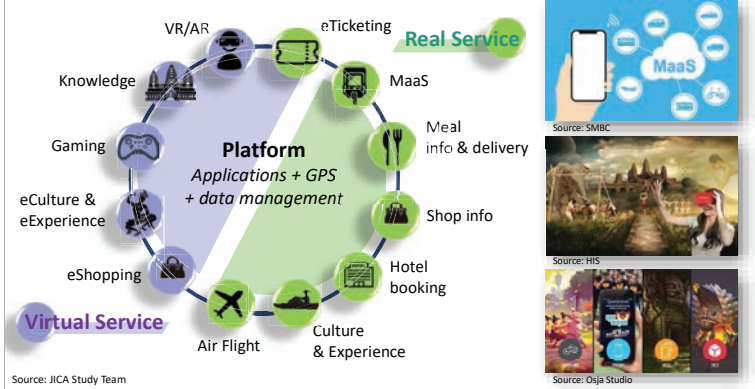 VR/AR
eTicketing
Real Service
Knowledge
MaaS
Gaming
Meal
info & delivery
Platform
Applications + GPS
+ data management
eCulture &
eExperience
Shop info
eShopping
Hotel
booking
Virtual Service
Air Flight
Culture
& Experience
Source: JICA Study Team
MaaS
Source: SMBC
Source: HIS
Source: Osja Studio